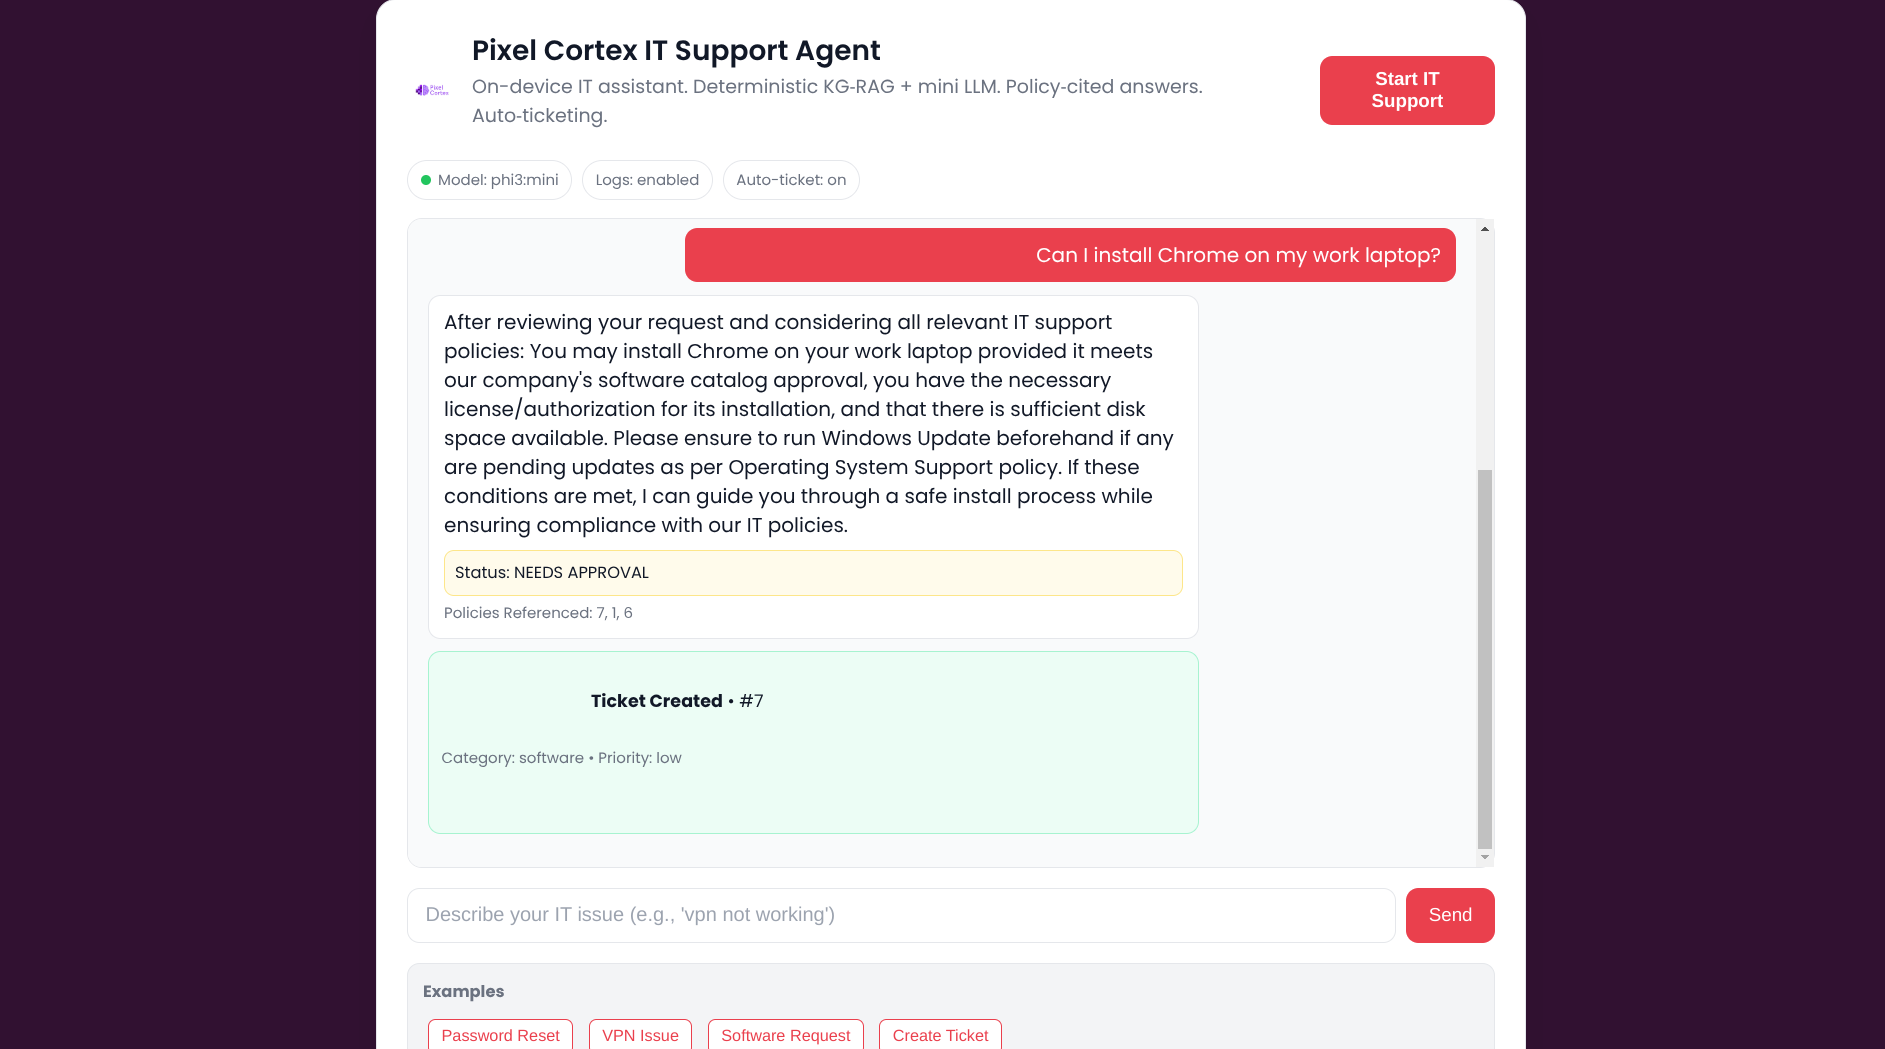 Pixel Cortex IT Support Agent
Pixel
Cortex
On-device IT assistant. Deterministic KG-RAG + mini LLM. Policy-cited answers.
Auto-ticketing.
Start IT
Support
Model: phi3:mini
Logs: enabled
Auto-ticket: on
Can I install Chrome on my work laptop?
After reviewing your request and considering all relevant IT support
policies: You may install Chrome on your work laptop provided it meets
our company's software catalog approval, you have the necessary
license/authorization for its installation, and that there is sufficient disk
space available. Please ensure to run Windows Update beforehand if any
are pending updates as per Operating System Support policy. If these
conditions are met, I can guide you through a safe install process while
ensuring compliance with our IT policies.
Status: NEEDS APPROVAL
Policies Referenced: 7, 1, 6
Ticket Created • #7
Category: software • Priority: low
Describe your IT issue (e.g., 'vpn not working')
Send
Examples
Password Reset
VPN Issue
Software Request
Create Ticket